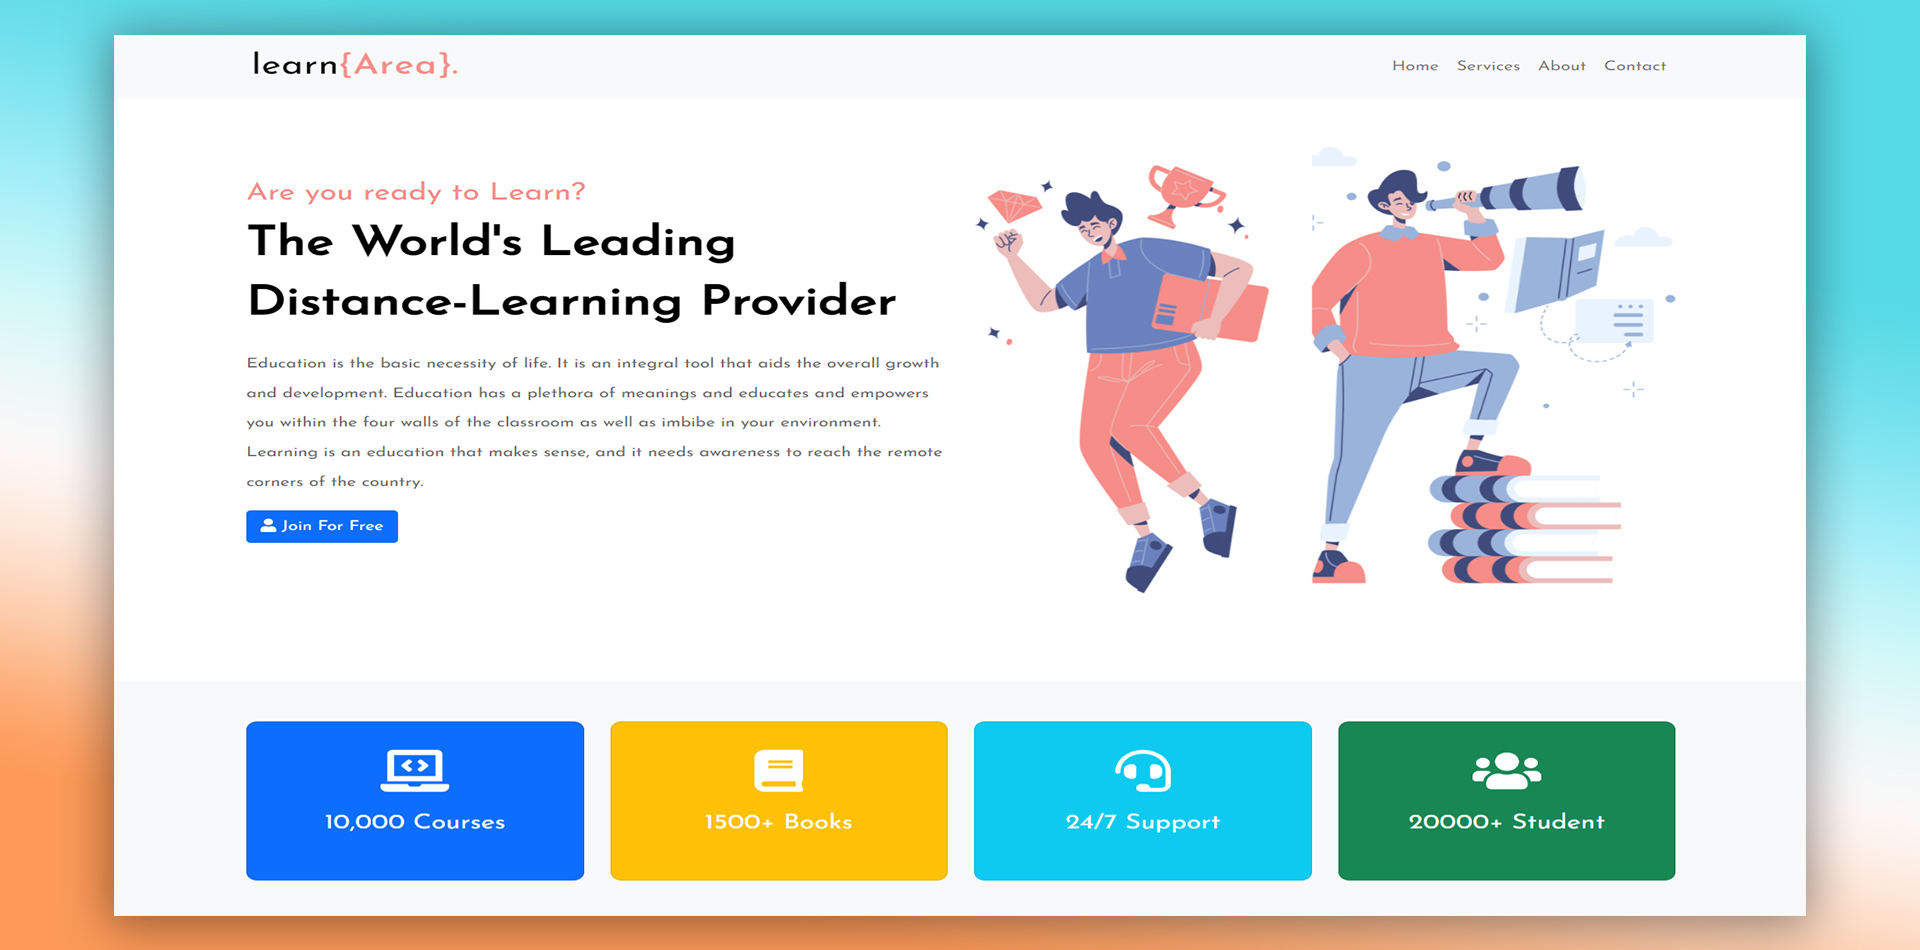 learn{Area}.
Home Services About Contact
Are you ready to Learn?
The World's Leading
Distance-Learning Provider
Education is the basic necessity of life. It is an integral tool that aids the overall growth
and development. Education has a plethora of meanings and educates and empowers
you within the four walls of the classroom as well as imbibe in your environment.
Learning is an education that makes sense, and it needs awareness to reach the remote
corners of the country.
Join For Free
10,000 Courses
1500+ Books
24/7 Support
20000+ Student